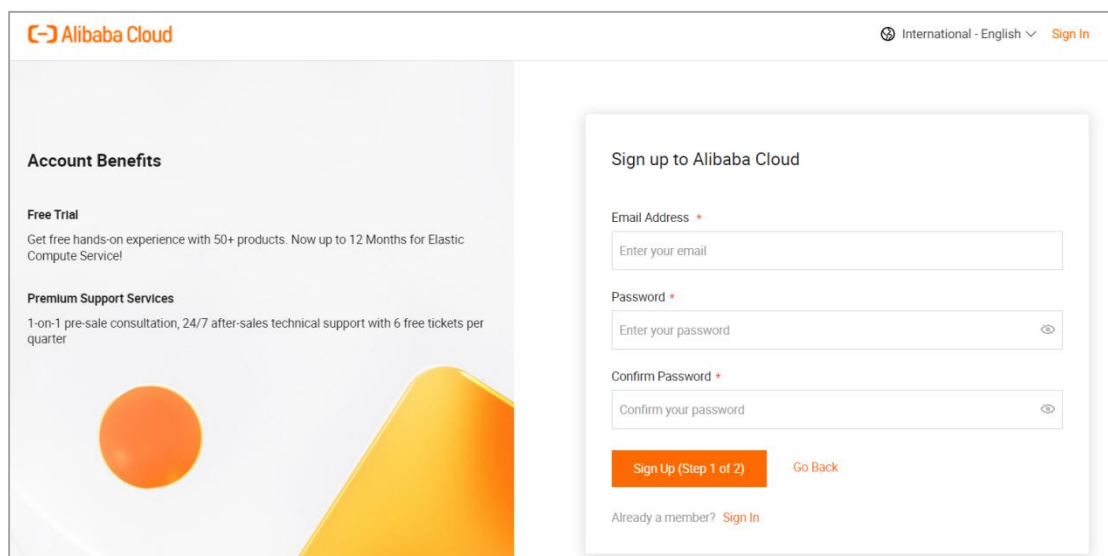 Alibaba Cloud
International - English
Sign In
Account Benefits
Free Trial
Get free hands-on experience with 50+ products. Now up to 12 Months for Elastic
Compute Service!
Premium Support Services
1-on-1 pre-sale consultation, 24/7 after-sales technical support with 6 free tickets per
quarter
Sign up to Alibaba Cloud
Email Address *
Enter your email
Password *
Enter your password
Confirm Password *
Confirm your password
Sign Up (Step 1 of 2)
Go Back
Already a member? Sign In